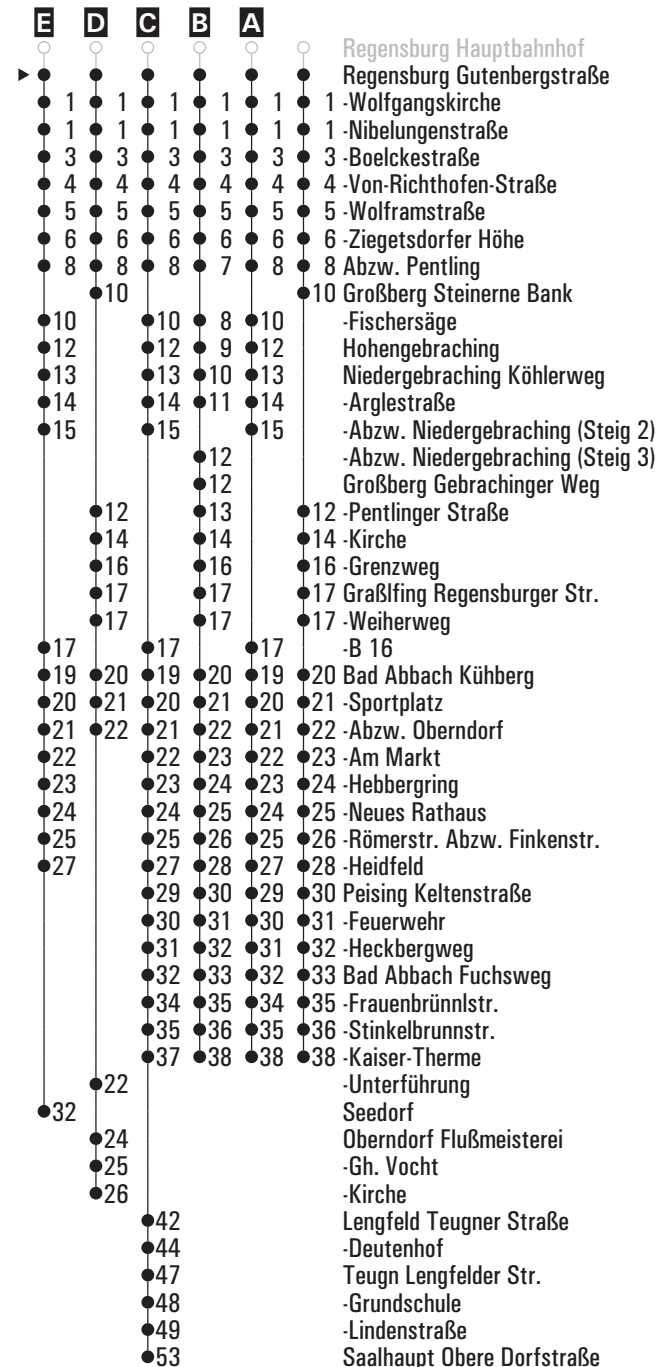 E D C B A
Regensburg Hauptbahnhof
Regensburg Gutenbergstraße
1 1 1 1 1 1 -Wolfgangskirche
1 1 1 1 1 1 -Nibelungenstraße
3 3 3 3 3 3 -Boelckestraße
4 4 4 4 4 4 -Von-Richthofen-Straße
5 5 5 5 5 5 -Wolframstraße
6 6 6 6 6 6 -Ziegetsdorfer Höhe
8 8 8 7 8 8 Abzw. Pentling
10 10 Großberg Steinerne Bank
10 10 8 10 -Fischersäge
12 12 9 12 Hohengebraching
13 13 10 13 Niedergebraching Köhlerweg
14 14 11 14 -Arglestraße
15 15 15 -Abzw. Niedergebraching (Steig 2)
12 -Abzw. Niedergebraching (Steig 3)
12 Großberg Gebrachinger Weg
12 13 12 -Pentlinger Straße
14 14 14 -Kirche
16 16 16 -Grenzweg
17 17 17 Graßlfing Regensburger Str.
17 17 17 -Weiherweg
17 17 17 -B 16
19 20 19 20 19 20 Bad Abbach Kühberg
20 21 20 21 20 21 -Sportplatz
21 22 21 22 21 22 -Abzw. Oberndorf
22 22 23 22 23 -Am Markt
23 23 24 23 24 -Hebbergring
24 24 25 24 25 -Neues Rathaus
25 25 26 25 26 -Römerstr. Abzw. Finkenstr.
27 27 28 27 28 -Heidfeld
29 30 29 30 Peising Keltenstraße
30 31 30 31 -Feuerwehr
31 32 31 32 -Heckbergweg
32 33 32 33 Bad Abbach Fuchsweg
34 35 34 35 -Frauenbrünnlstr.
35 36 35 36 -Stinkelbrunnstr.
37 38 38 38 -Kaiser-Therme
22 -Unterführung
32 Seedorf
24 Oberndorf Flußmeisterei
25 -Gh. Vocht
26 -Kirche
42 Lengfeld Teugner Straße
44 -Deutenhof
47 Teugn Lengfelder Str.
48 -Grundschule
49 -Lindenstraße
53 Saalhaupt Obere Dorfstraße